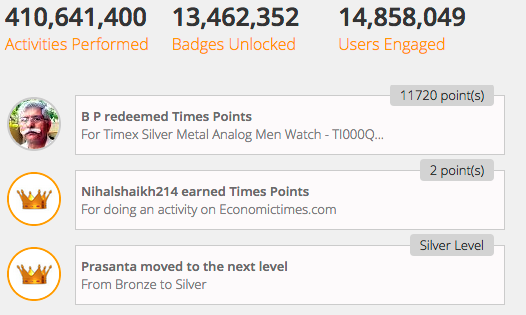 410,641,400 13,462,352 14,858,049
Activities Performed Badges Unlocked Users Engaged
11720 point(s)
B P redeemed Times Points
For Timex Silver Metal Analog Men Watch - TI000Q...
2 point(s)
Nihalshaikh214 earned Times Points
For doing an activity on Economictimes.com
Silver Level
Prasanta moved to the next level
From Bronze to Silver